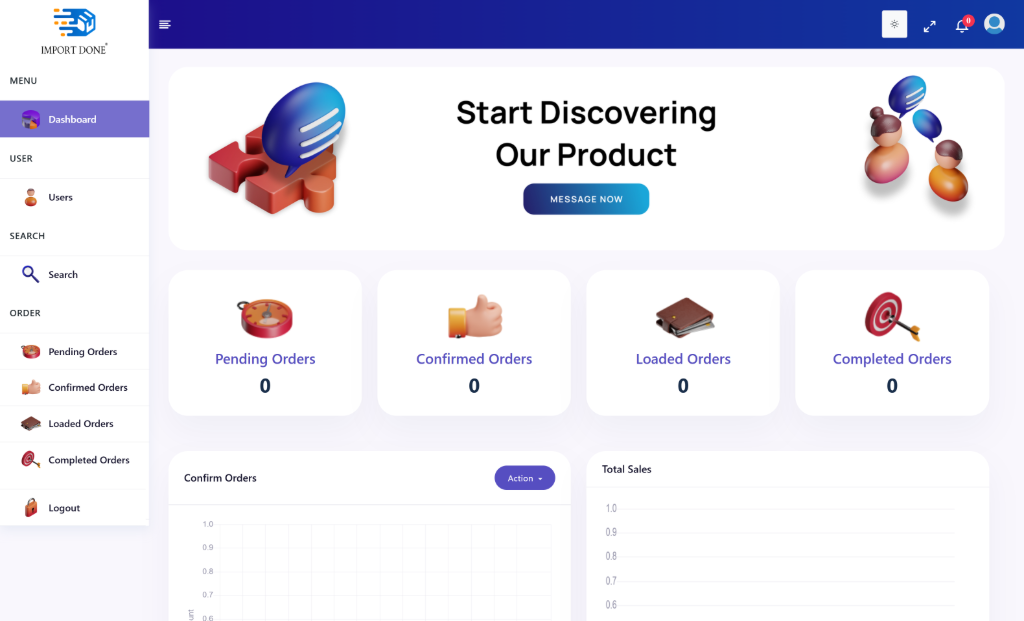 IMPORT DONE
MENU
Dashboard
USER
Users
SEARCH
Search
ORDER
Pending Orders
Confirmed Orders
Loaded Orders
Completed Orders
Logout
0
Start Discovering
Our Product
MESSAGE NOW
Pending Orders
0
Confirmed Orders
0
Loaded Orders
0
Completed Orders
0
Confirm Orders
Action
1.0
0.9
0.8
0.7
0.6
Total Sales
1.0
0.9
0.8
0.7
0.6